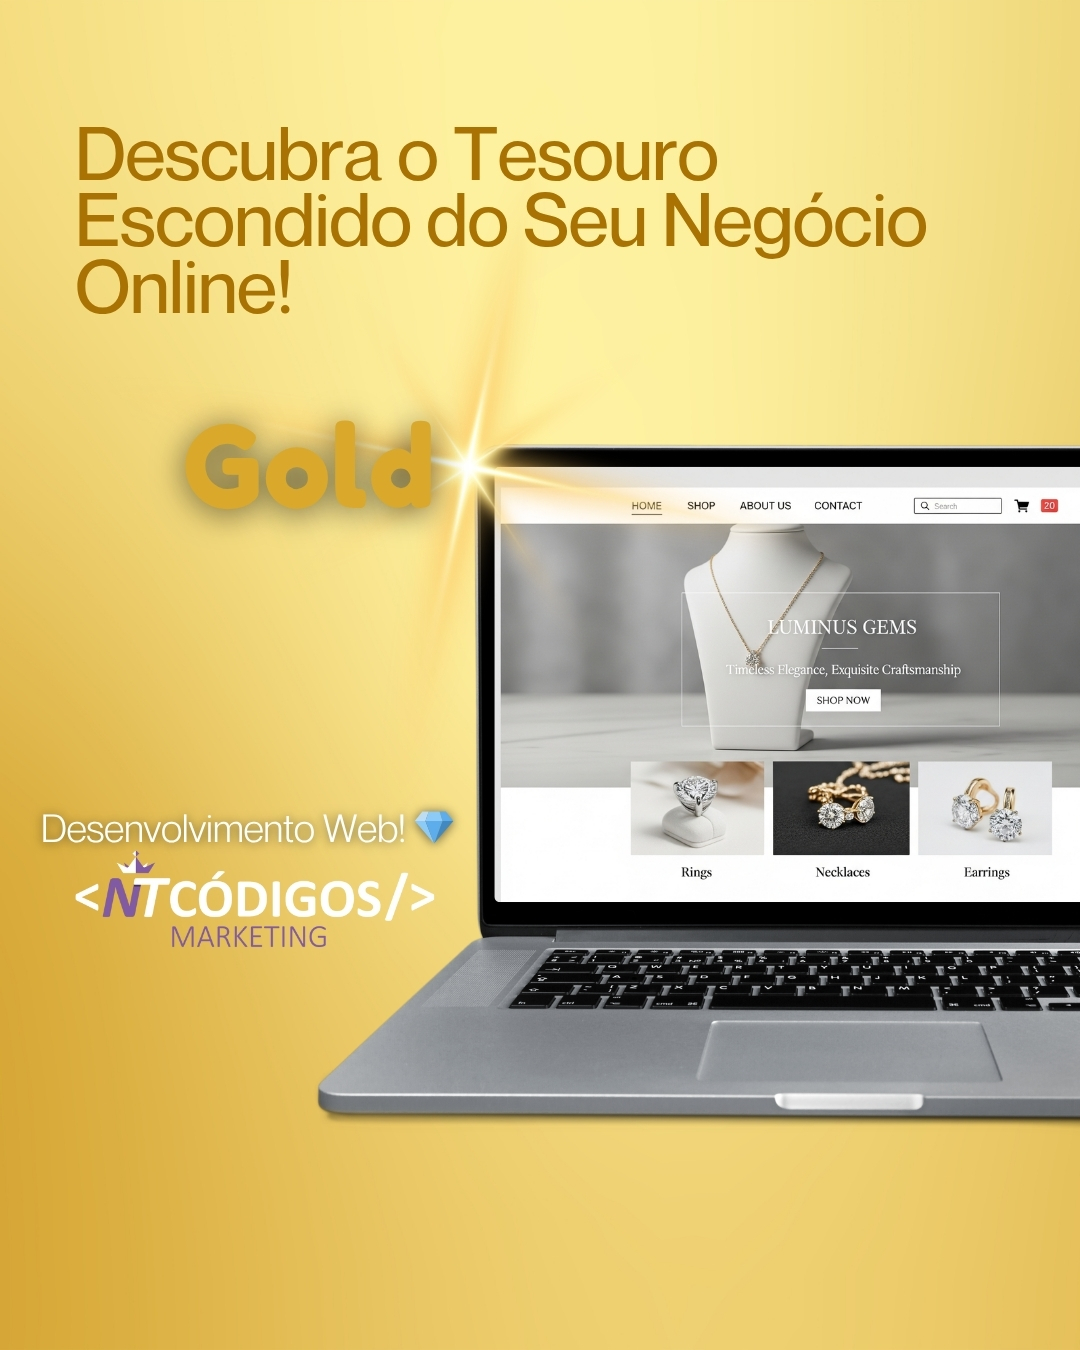 Descubra o Tesouro
Escondido do Seu Negócio
Online!
Gold
HOME SHOP ABOUT US CONTACT Search 20
LUMINUS GEMS
Timeless Elegance, Exquisite Craftsmanship
SHOP NOW
Rings Necklaces Earrings
Desenvolvimento Web! 💎
<NTCÓDIGOS/>
MARKETING